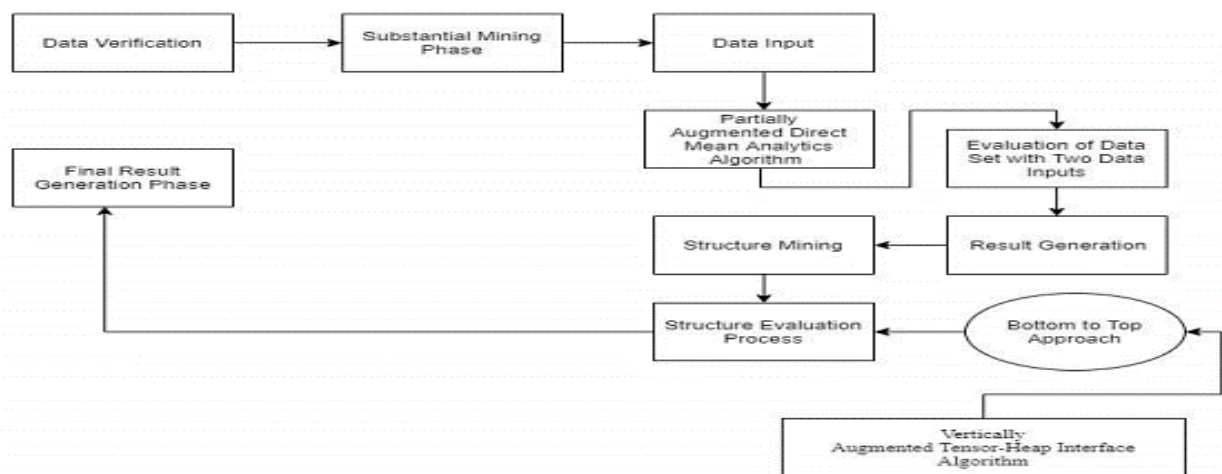 Data Verification
Substantial Mining
Phase
Data Input
Partially
Augmented Direct
Mean Analytics
Algorithm
Evaluation of Data
Set with Two Data
Inputs
Final Result
Generation Phase
Structure Mining
Result Generation
Structure Evaluation
Process
Bottom to Top
Approach
Vertically
Augmented Tensor-Heap Interface
Algorithm